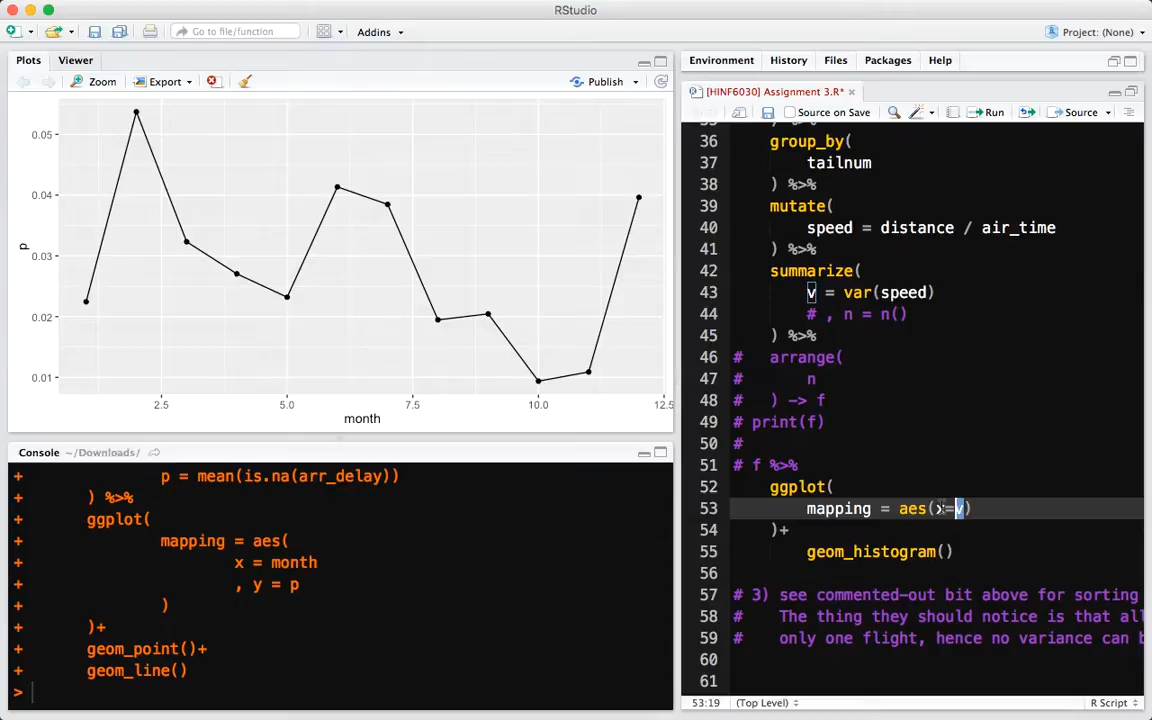 RStudio
Go to file/function
Addins
Project: (None)
Plots
Viewer
Zoom
Export
Publish
0.05
0.04
0.03
0.02
0.01
p
2.5
5.0
7.5
10.0
12.5
month
Console ~/Downloads/
+ p = mean(is.na(arr_delay))
+ ) %>%
+ ggplot(
+ mapping = aes(
+ x = month
+ , y = p
+ )
+ )+
+ geom_point()+
+ geom_line()
>
Environment
History
Files
Packages
Help
[HINF6030] Assignment 3.R*
Source on Save
Run
Source
36 group_by(
37 tailnum
38 ) %>%
39 mutate(
40 speed = distance / air_time
41 ) %>%
42 summarize(
43 v = var(speed)
44 # , n = n()
45 ) %>%
46 # arrange(
47 # n
48 # ) -> f
49 # print(f)
50 #
51 # f %>%
52 ggplot(
53 mapping = aes(x=v)
54 )+
55 geom_histogram()
56
57 # 3) see commented-out bit above for sorting
58 # The thing they should notice is that al
59 # only one flight, hence no variance can
60
61
53:19
(Top Level)
R Script